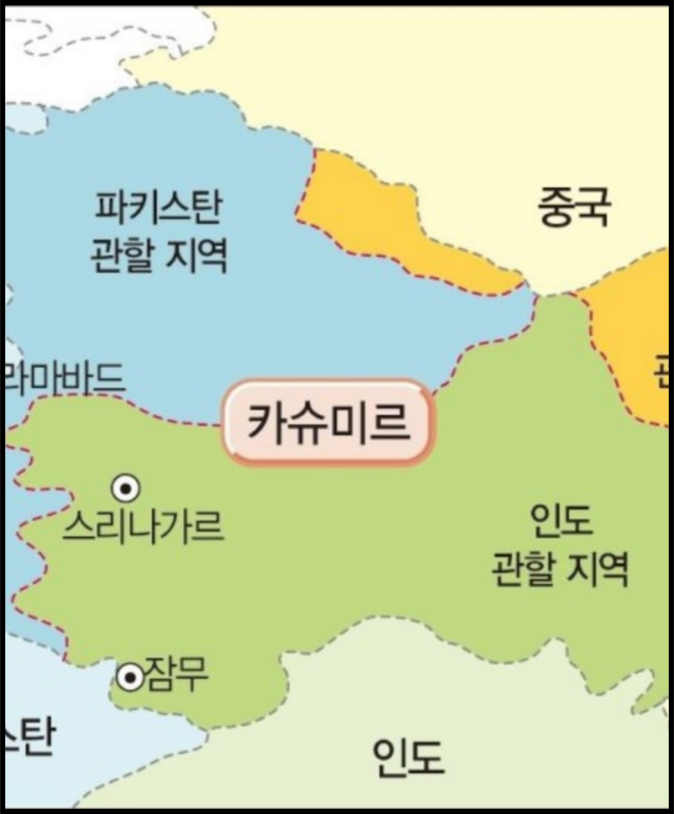 파키스탄
관할 지역
중국
라마바드
카슈미르
스리나가르
인도
관할 지역
잠무
스탄
인도